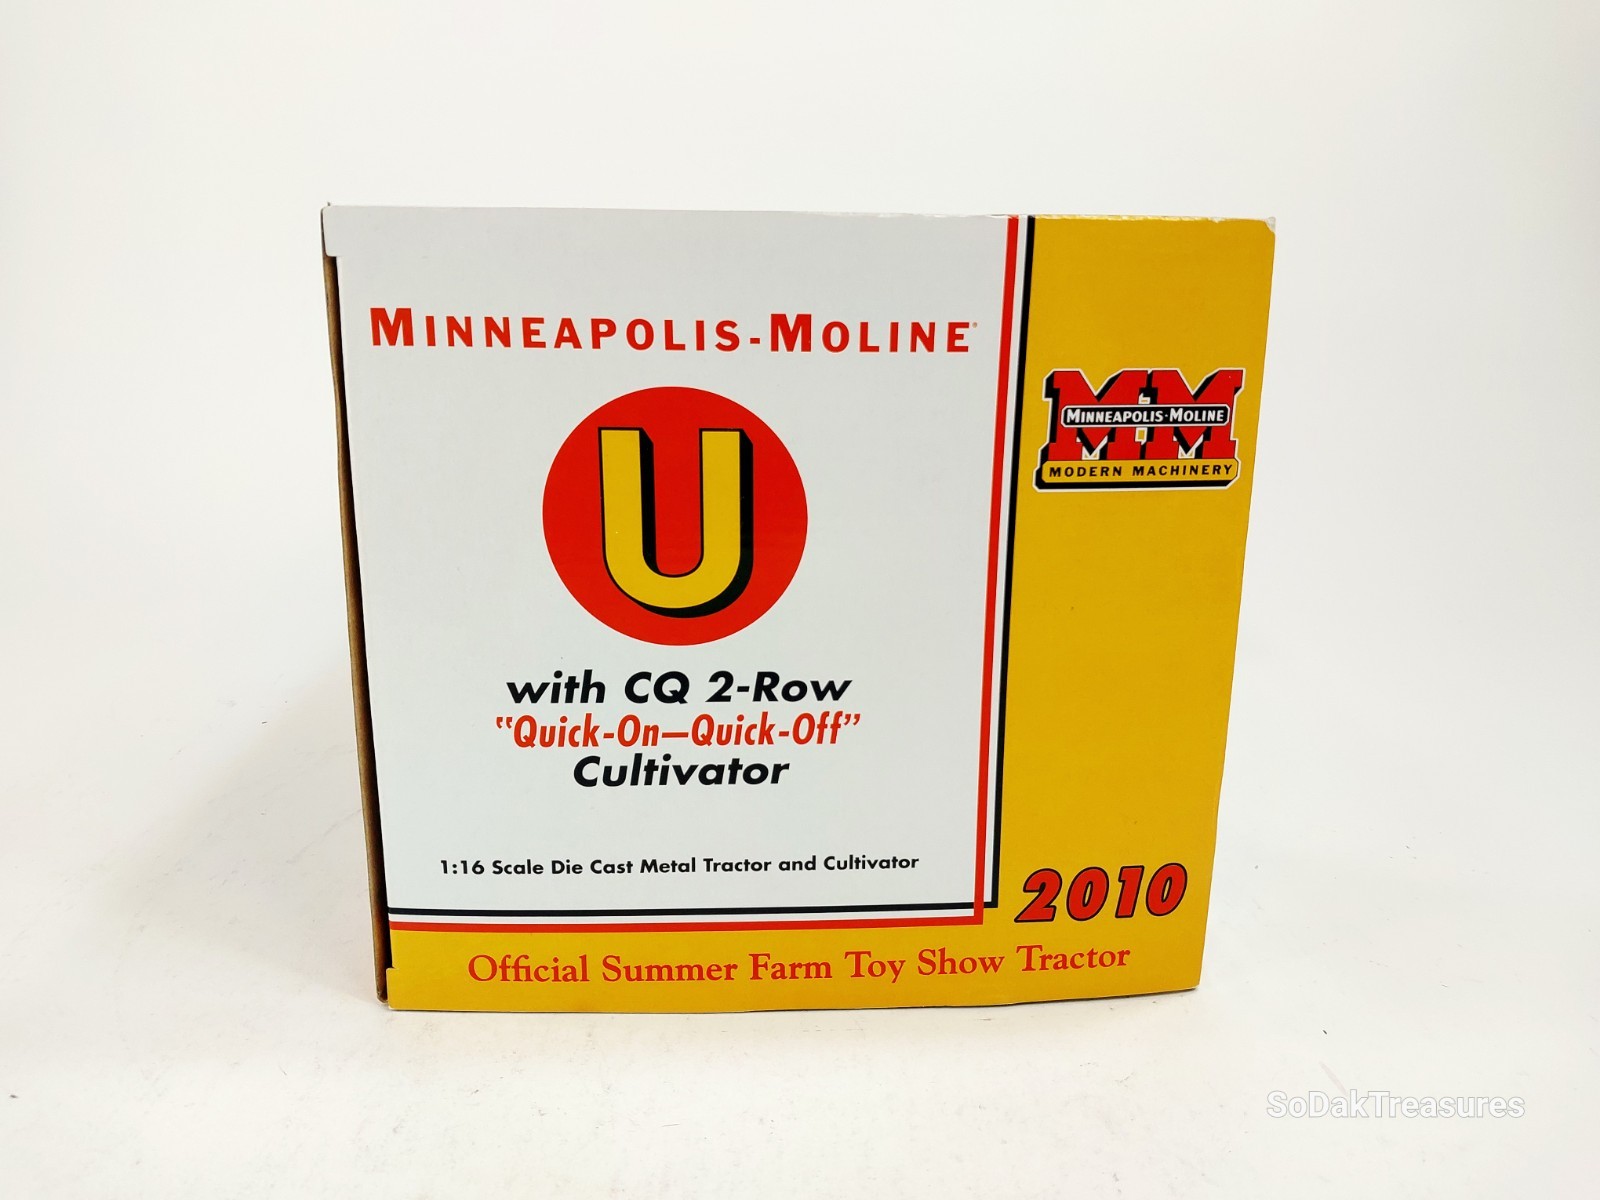 MINNEAPOLIS-MOLINE®
U
with CQ 2-Row
“Quick-On—Quick-Off”
Cultivator
1:16 Scale Die Cast Metal Tractor and Cultivator
MM
MINNEAPOLIS-MOLINE
MODERN MACHINERY
2010
Official Summer Farm Toy Show Tractor
SoDakTreasures